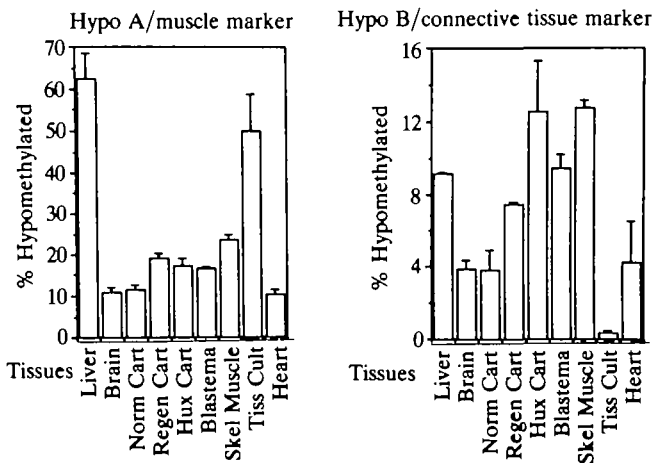 Hypo A/muscle marker
% Hypomethylated
70
60
50
40
30
20
10
0
Tissues
Liver
Brain
Norm Cart
Regen Cart
Hux Cart
Blastema
Skel Muscle
Tiss Cult
Heart
Hypo B/connective tissue marker
% Hypomethylated
16
12
8
4
0
Tissues
Liver
Brain
Norm Cart
Regen Cart
Hux Cart
Blastema
Skel Muscle
Tiss Cult
Heart